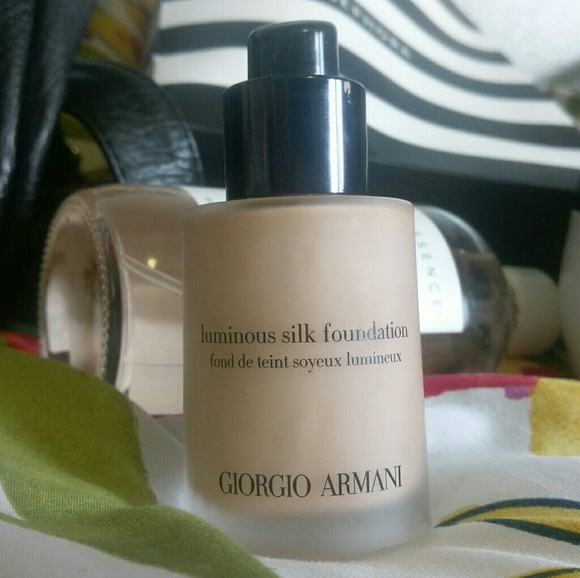 luminous silk foundation
fond de teint soyeux lumineux
GIORGIO ARMANI